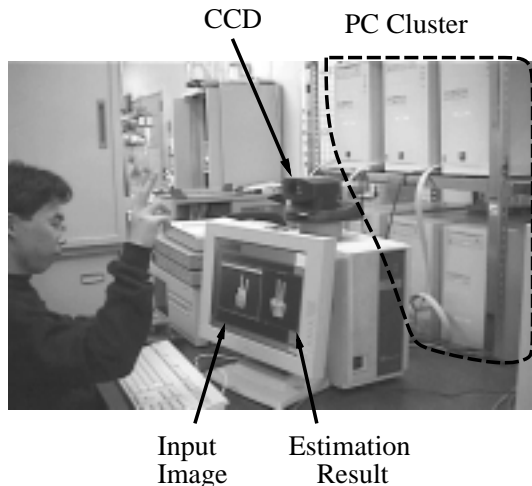 CCD
PC Cluster
Input
Image
Estimation
Result